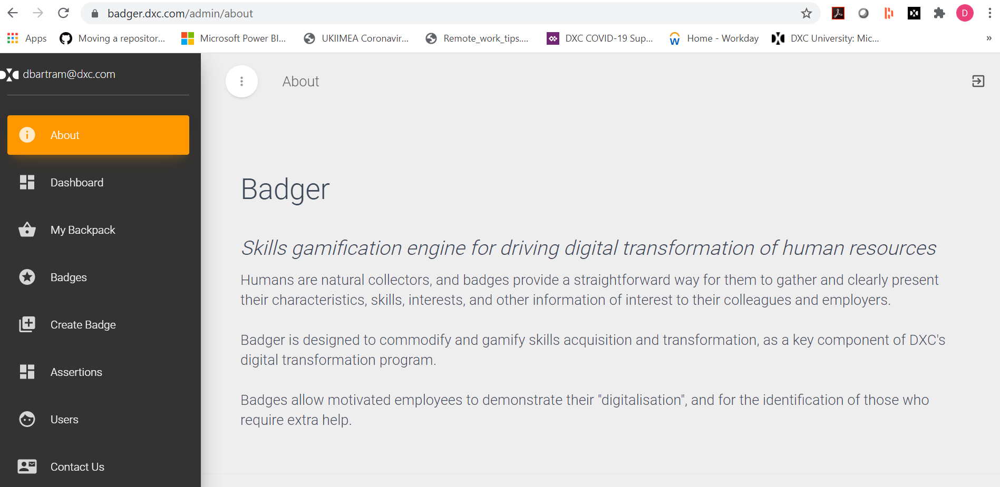 badger.dxc.com/admin/about
D
Apps
Moving a repositor...
Microsoft Power BI...
UKIIMEA Coronavir...
Remote_work_tips....
DXC COVID-19 Sup...
Home - Workday
DXC University: Mic...
»
dbartram@dxc.com
About
About
Dashboard
My Backpack
Badges
Create Badge
Assertions
Users
Contact Us
Badger
Skills gamification engine for driving digital transformation of human resources
Humans are natural collectors, and badges provide a straightforward way for them to gather and clearly present
their characteristics, skills, interests, and other information of interest to their colleagues and employers.
Badger is designed to commodify and gamify skills acquisition and transformation, as a key component of DXC's
digital transformation program.
Badges allow motivated employees to demonstrate their "digitalisation", and for the identification of those who
require extra help.